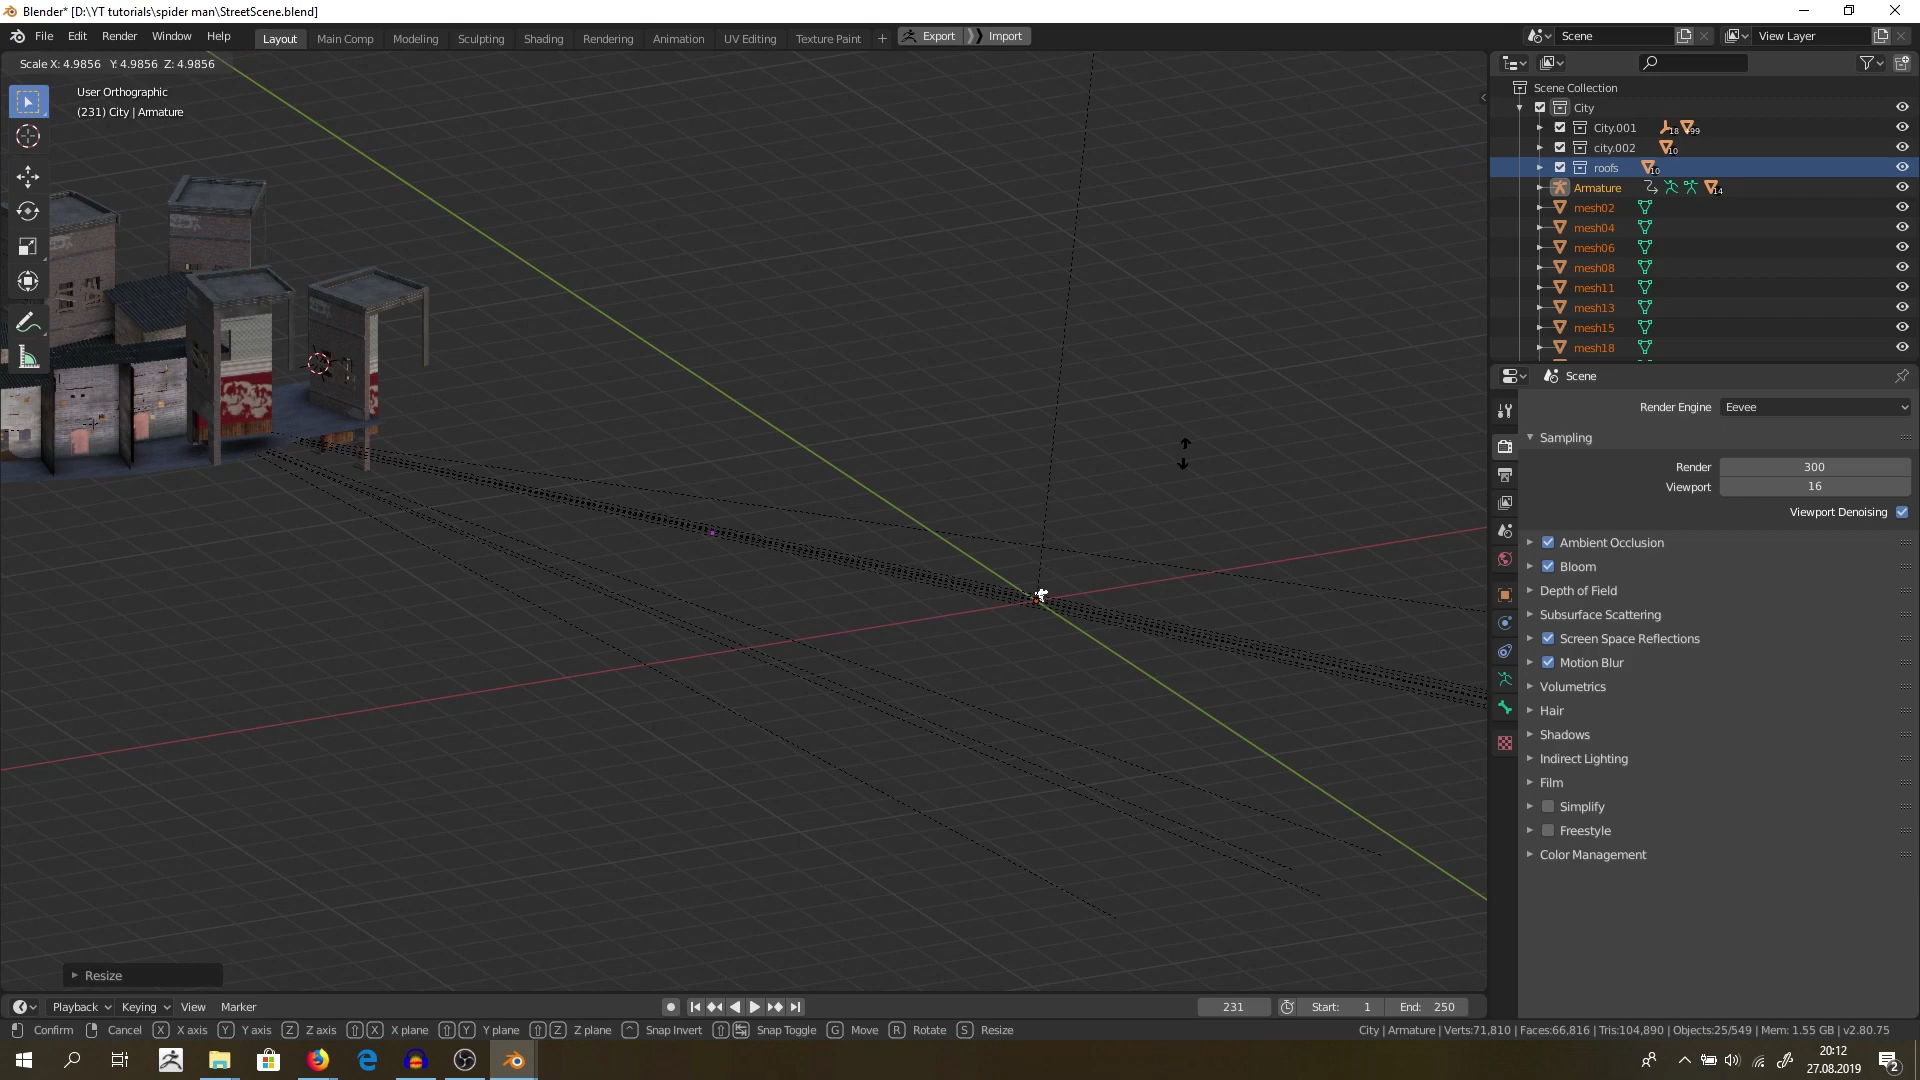 Blender* [D:\YT tutorials\spider man\StreetScene.blend]
File Edit Render Window Help
Layout Main Comp Modeling Sculpting Shading Rendering Animation UV Editing Texture Paint +
Export Import
Scene View Layer
Scale X: 4.9856 Y: 4.9856 Z: 4.9856
User Orthographic
(231) City | Armature
Scene Collection
City
City.001 18 99
city.002 10
roofs 10
Armature 14
mesh02
mesh04
mesh06
mesh08
mesh11
mesh13
mesh15
mesh18
Scene
Render Engine Eevee
Sampling
Render 300
Viewport 16
Viewport Denoising
Ambient Occlusion
Bloom
Depth of Field
Subsurface Scattering
Screen Space Reflections
Motion Blur
Volumetrics
Hair
Shadows
Indirect Lighting
Film
Simplify
Freestyle
Color Management
Resize
Playback Keying View Marker
231 Start: 1 End: 250
Confirm Cancel X X axis Y Y axis Z Z axis X X plane Y Y plane Z Z plane Snap Invert Snap Toggle G Move R Rotate S Resize
City | Armature | Verts:71,810 | Faces:66,816 | Tris:104,890 | Objects:25/549 | Mem: 1.55 GB | v2.80.75
20:12
27.08.2019
2